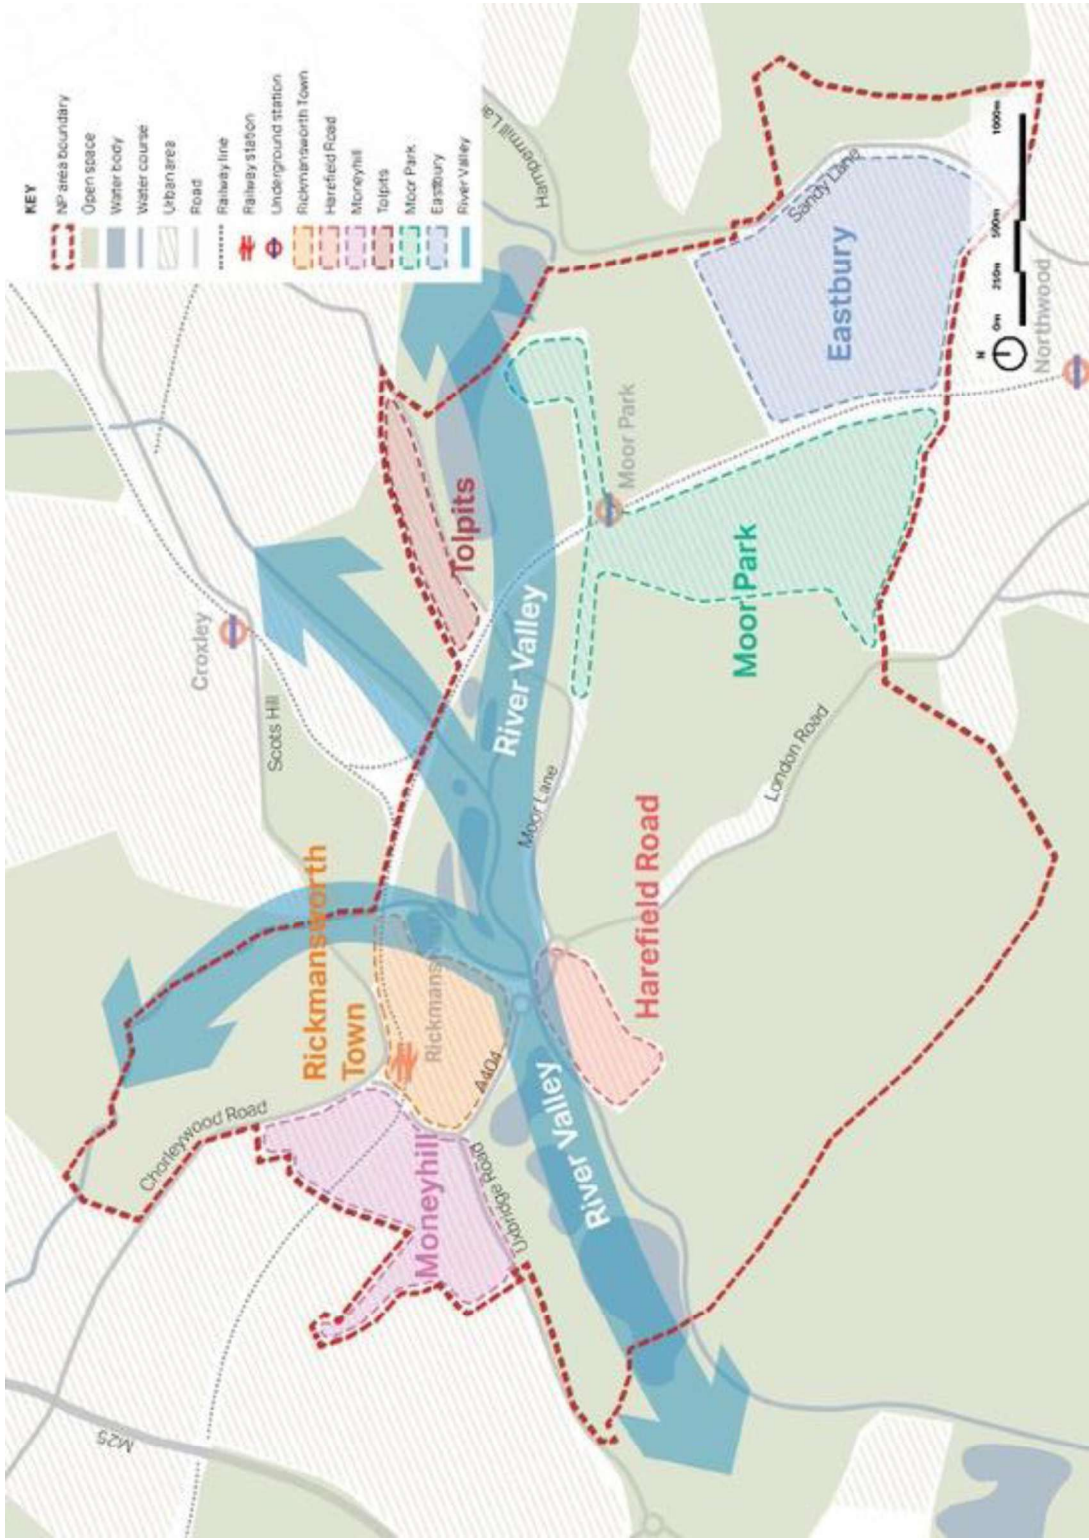 KEY
NP area boundary
Open space
Water body
Water course
Urban area
Road
Railway line
Railway station
Underground station
Rickmansworth Town
Harefield Road
Moneyhill
Tolpits
Moor Park
Eastbury
River Valley
M25
Chorleywood Road
Scots Hill
Croxley
Rickmansworth
Town
Moneyhill
Uxbridge Road
A404
River Valley
Harefield Road
Moor Lane
River Valley
Tolpits
London Road
Moor Park
Moor Park
Hampermill La
Sandy Lane
Eastbury
Northwood
N
0m 250m 500m 1000m